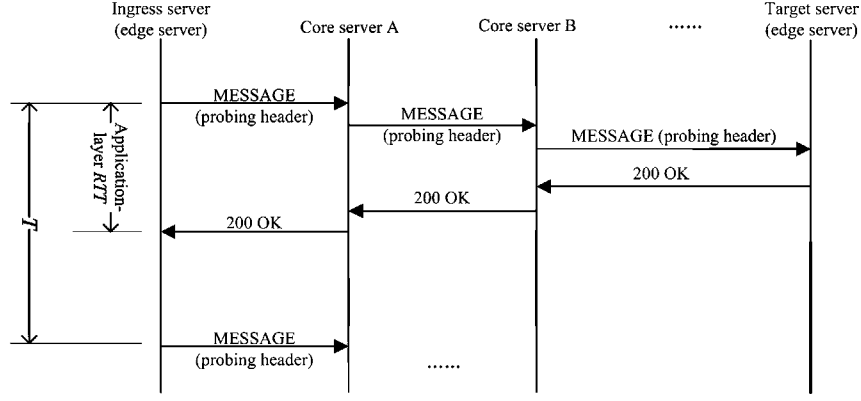 Ingress server
(edge server)
Core server A
Core server B
......
Target server
(edge server)
MESSAGE
(probing header)
MESSAGE
(probing header)
MESSAGE (probing header)
200 OK
200 OK
200 OK
Application-
layer RTT
T
MESSAGE
(probing header)
......